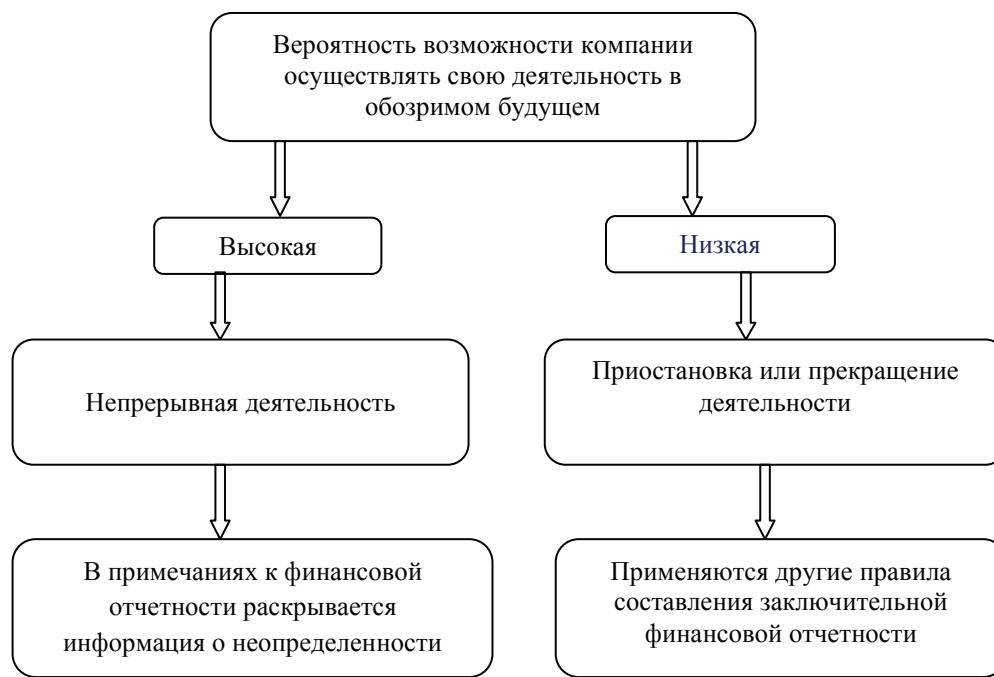 Вероятность возможности компании
осуществлять свою деятельность в
обозримом будущем
Высокая
Низкая
Непрерывная деятельность
Приостановка или прекращение
деятельности
В примечаниях к финансовой
отчетности раскрывается
информация о неопределенности
Применяются другие правила
составления заключительной
финансовой отчетности